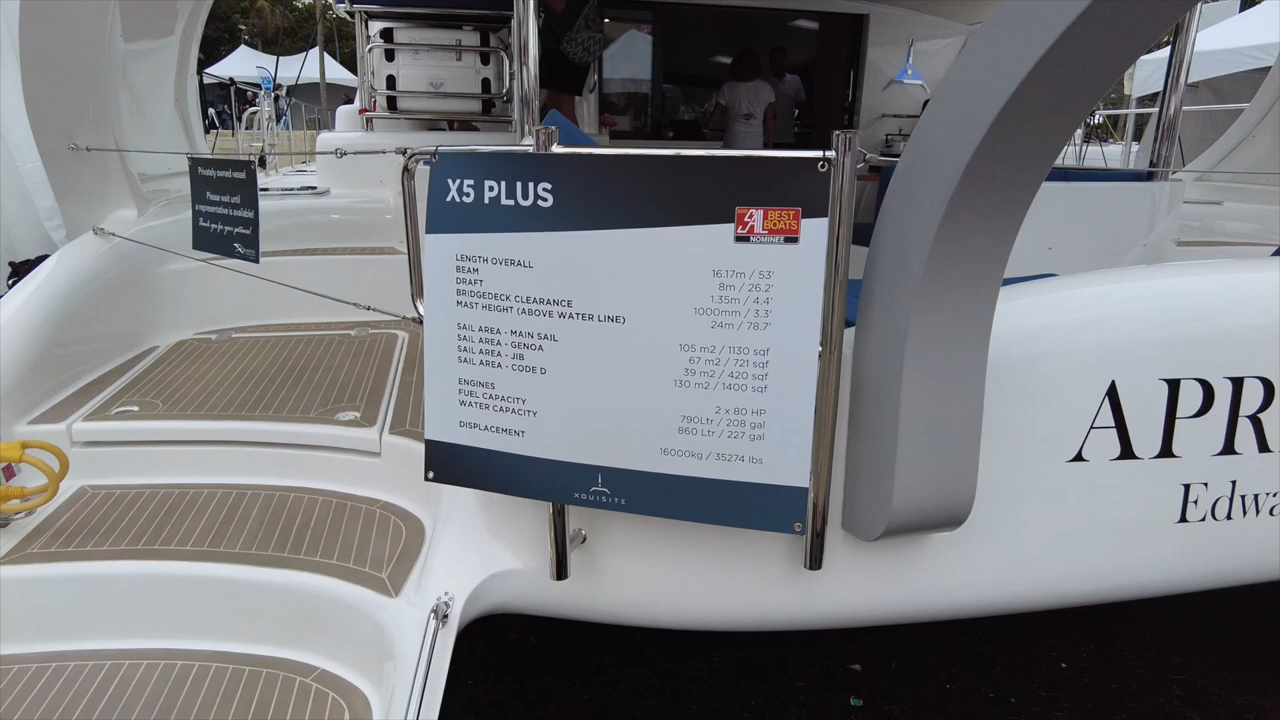 Privately owned vessel
Please wait until
a representative is available!
Thank you for your patience!
X5 PLUS
SAIL
BEST
BOATS
NOMINEE
LENGTH OVERALL 16.17m / 53'
BEAM 8m / 26.2'
DRAFT 1.35m / 4.4'
BRIDGEDECK CLEARANCE 1000mm / 3.3'
MAST HEIGHT (ABOVE WATER LINE) 24m / 78.7'
SAIL AREA - MAIN SAIL 105 m2 / 1130 sqf
SAIL AREA - GENOA 67 m2 / 721 sqf
SAIL AREA - JIB 39 m2 / 420 sqf
SAIL AREA - CODE D 130 m2 / 1400 sqf
ENGINES 2 x 80 HP
FUEL CAPACITY 790Ltr / 208 gal
WATER CAPACITY 860 Ltr / 227 gal
DISPLACEMENT 16000kg / 35274 lbs
XQUISITE
APR
Edwa